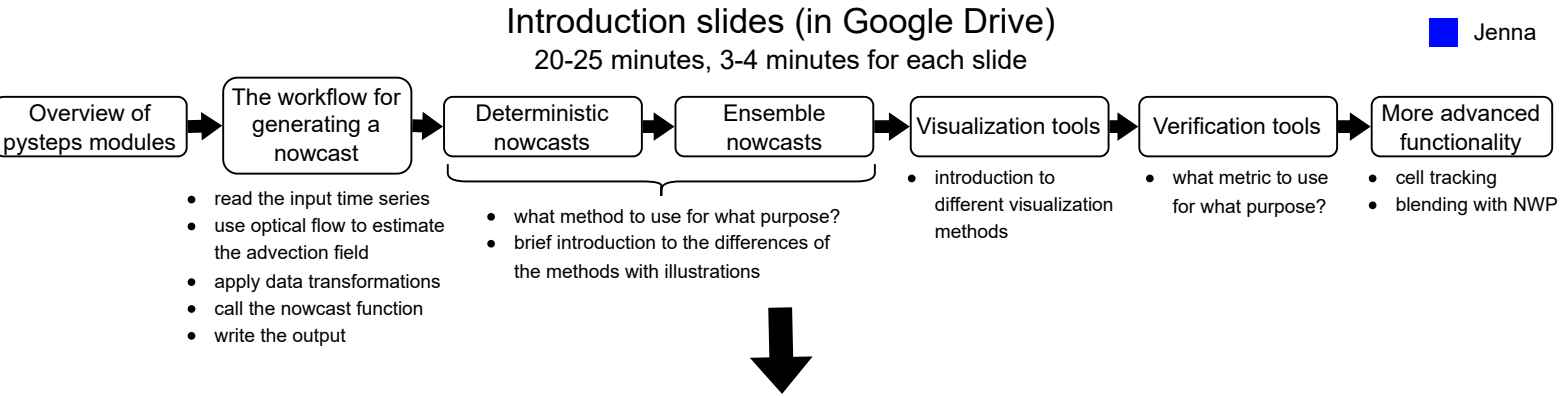 Introduction slides (in Google Drive)
20-25 minutes, 3-4 minutes for each slide
Jenna
Overview of
pysteps modules
The workflow for
generating a
nowcast
Deterministic
nowcasts
Ensemble
nowcasts
Visualization tools
Verification tools
More advanced
functionality
• read the input time series
• use optical flow to estimate
the advection field
• apply data transformations
• call the nowcast function
• write the output
• what method to use for what purpose?
• brief introduction to the differences of
the methods with illustrations
• introduction to
different visualization
methods
• what metric to use
for what purpose?
• cell tracking
• blending with NWP